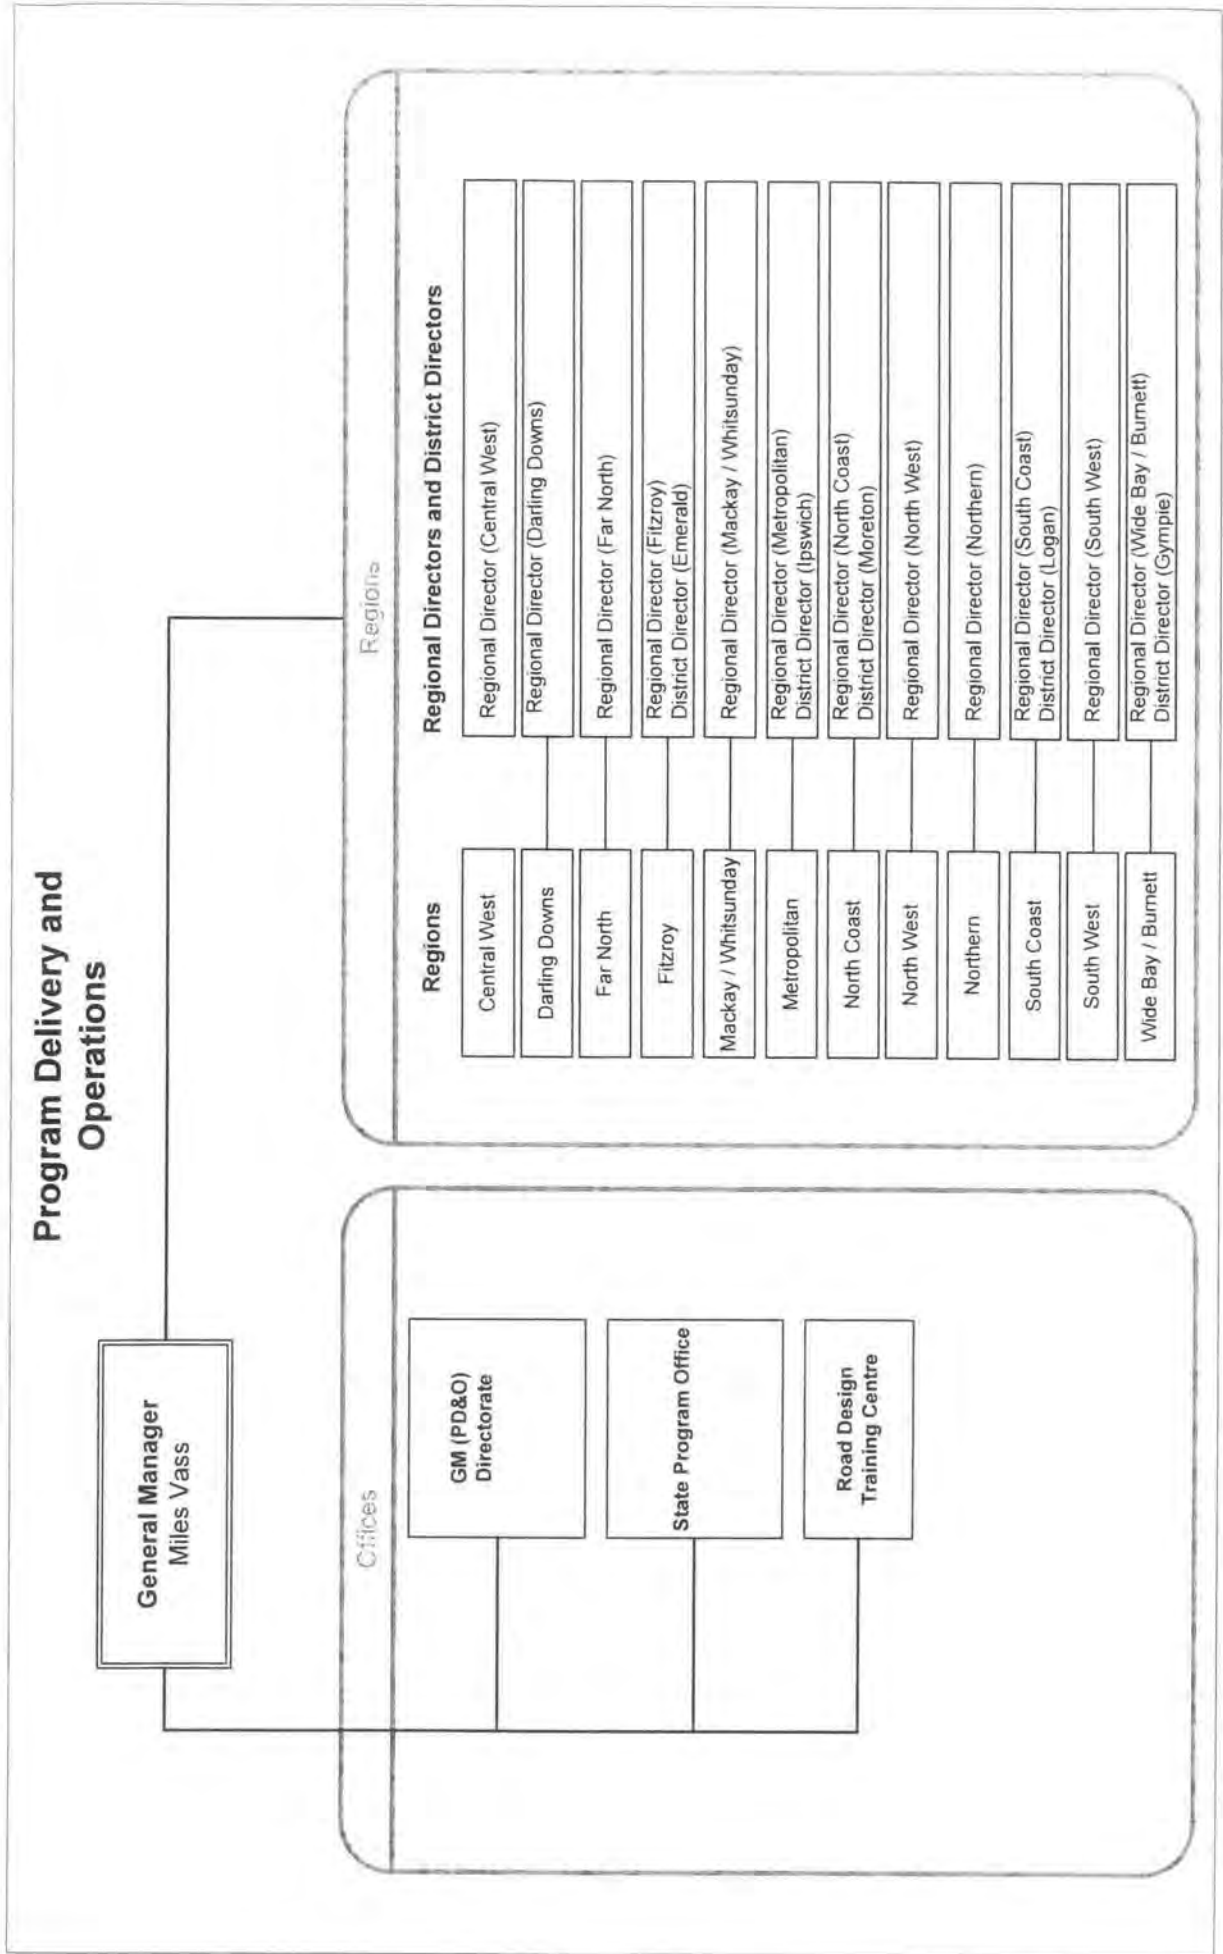 Program Delivery and
Operations
General Manager
Miles Vass
Offices
GM (PD&O)
Directorate
State Program Office
Road Design
Training Centre
Regions
Regions
Regional Directors and District Directors
Central West
Regional Director (Central West)
Darling Downs
Regional Director (Darling Downs)
Far North
Regional Director (Far North)
Fitzroy
Regional Director (Fitzroy)
District Director (Emerald)
Mackay / Whitsunday
Regional Director (Mackay / Whitsunday)
Metropolitan
Regional Director (Metropolitan)
District Director (Ipswich)
North Coast
Regional Director (North Coast)
District Director (Moreton)
North West
Regional Director (North West)
Northern
Regional Director (Northern)
South Coast
Regional Director (South Coast)
District Director (Logan)
South West
Regional Director (South West)
Wide Bay / Burnett
Regional Director (Wide Bay / Burnett)
District Director (Gympie)